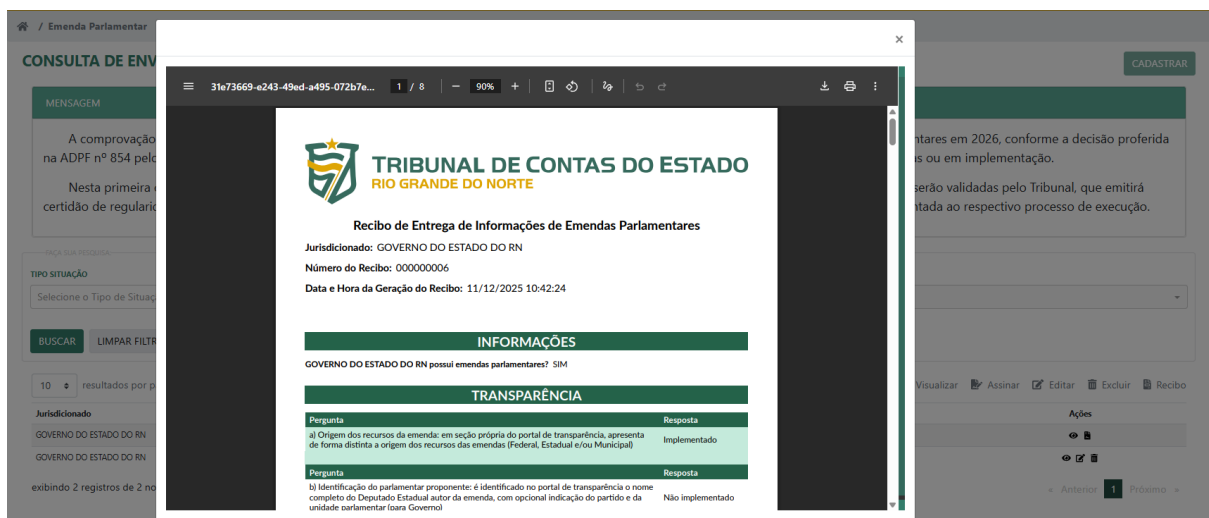 / Emenda Parlamentar
CONSULTA DE ENV
CADASTRAR
MENSAGEM
A comprovação
na ADPF nº 854 pelo
Nesta primeira
certidão de regularid
ntares em 2026, conforme a decisão proferida
as ou em implementação.
serão validadas pelo Tribunal, que emitirá
ntada ao respectivo processo de execução.
FAÇA SUA PESQUISA
TIPO SITUAÇÃO
Selecione o Tipo de Situaç
BUSCAR LIMPAR FILTR
10 resultados por p
Visualizar Assinar Editar Excluir Recibo
Jurisdicionado Ações
GOVERNO DO ESTADO DO RN
GOVERNO DO ESTADO DO RN
exibindo 2 registros de 2 no
« Anterior 1 Próximo »
×
31e73669-e243-49ed-a495-072b7e... 1 / 8 − 90% +
TRIBUNAL DE CONTAS DO ESTADO
RIO GRANDE DO NORTE
Recibo de Entrega de Informações de Emendas Parlamentares
Jurisdicionado: GOVERNO DO ESTADO DO RN
Número do Recibo: 000000006
Data e Hora da Geração do Recibo: 11/12/2025 10:42:24
INFORMAÇÕES
GOVERNO DO ESTADO DO RN possui emendas parlamentares? SIM
TRANSPARÊNCIA
Pergunta Resposta
a) Origem dos recursos da emenda: em seção própria do portal de transparência, apresenta
de forma distinta a origem dos recursos das emendas (Federal, Estadual e/ou Municipal)
Implementado
Pergunta Resposta
b) Identificação do parlamentar proponente: é identificado no portal de transparência o nome
completo do Deputado Estadual autor da emenda, com opcional indicação do partido e da
unidade parlamentar (para Governo)
Não implementado